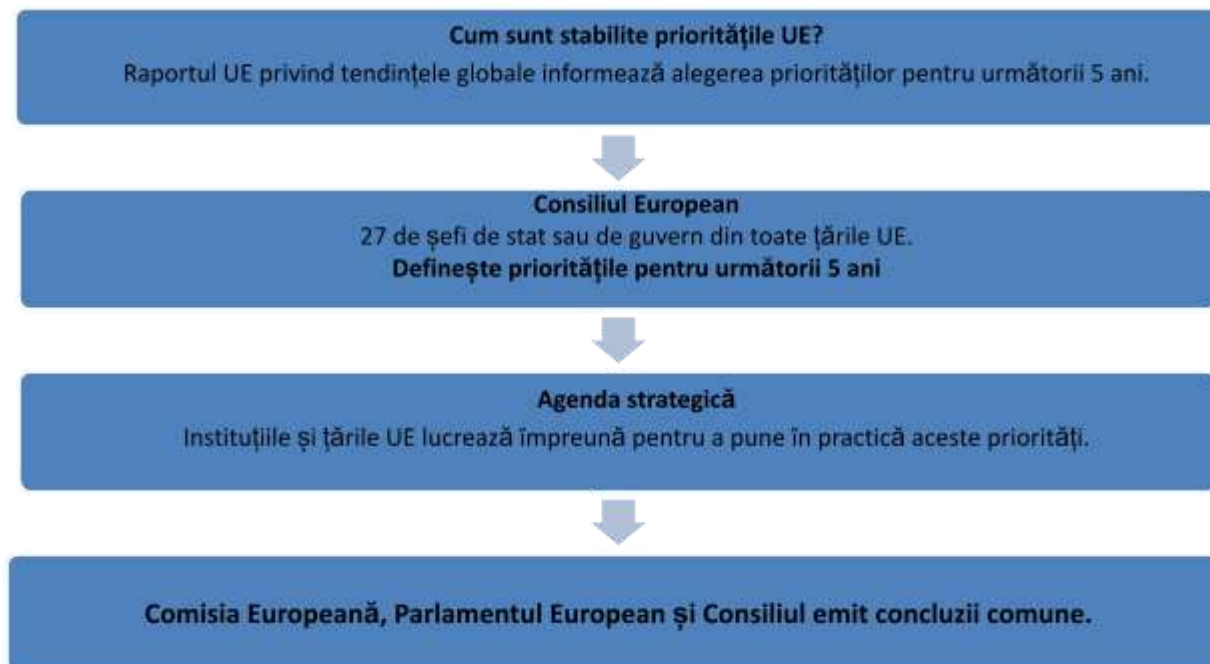 Cum sunt stabilite prioritățile UE?
Raportul UE privind tendințele globale informează alegerea priorităților pentru următorii 5 ani.
Consiliul European
27 de șefi de stat sau de guvern din toate țările UE.
Definește prioritățile pentru următorii 5 ani
Agenda strategică
Instituțiile și țările UE lucrează împreună pentru a pune în practică aceste priorități.
Comisia Europeană, Parlamentul European și Consiliul emit concluzii comune.